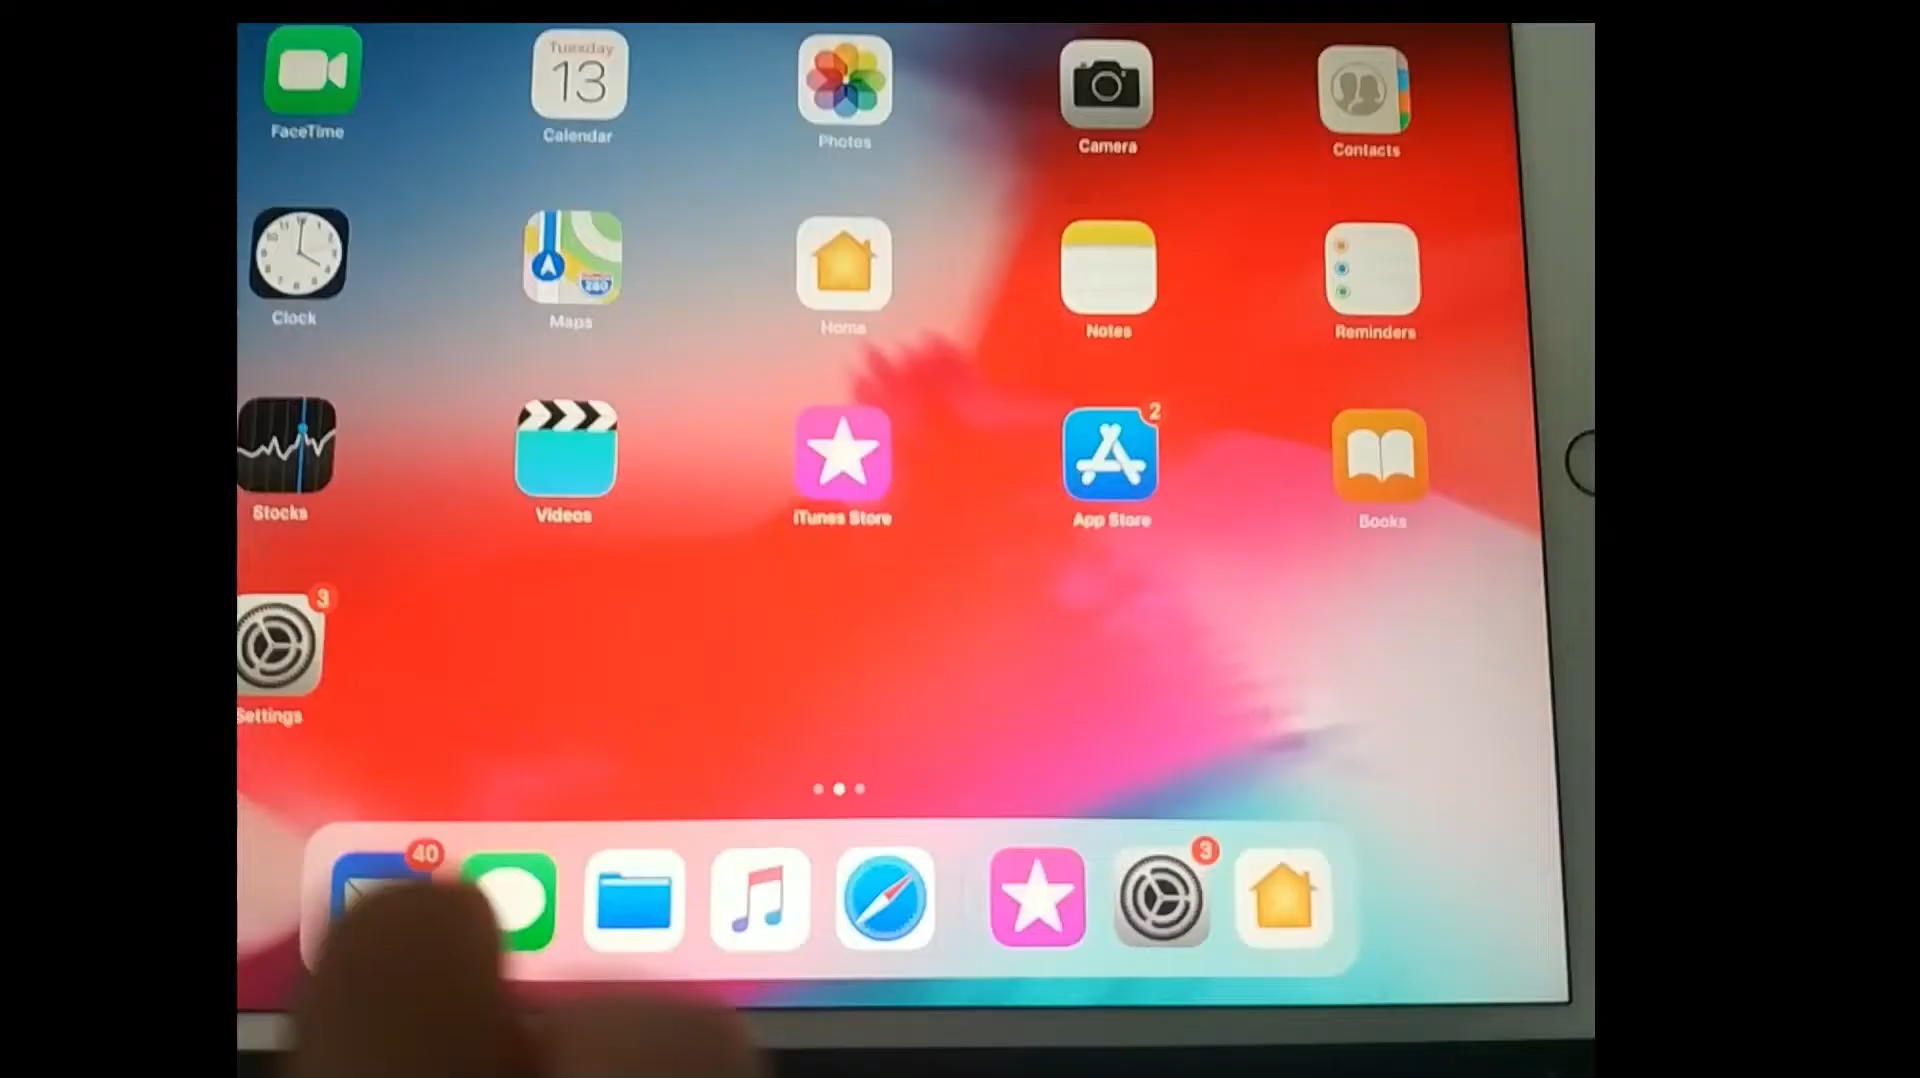 Tuesday
13
FaceTime
Calendar
Photos
Camera
Contacts
280
Clock
Maps
Home
Notes
Reminders
2
Stocks
Videos
iTunes Store
App Store
Books
3
Settings
40
3